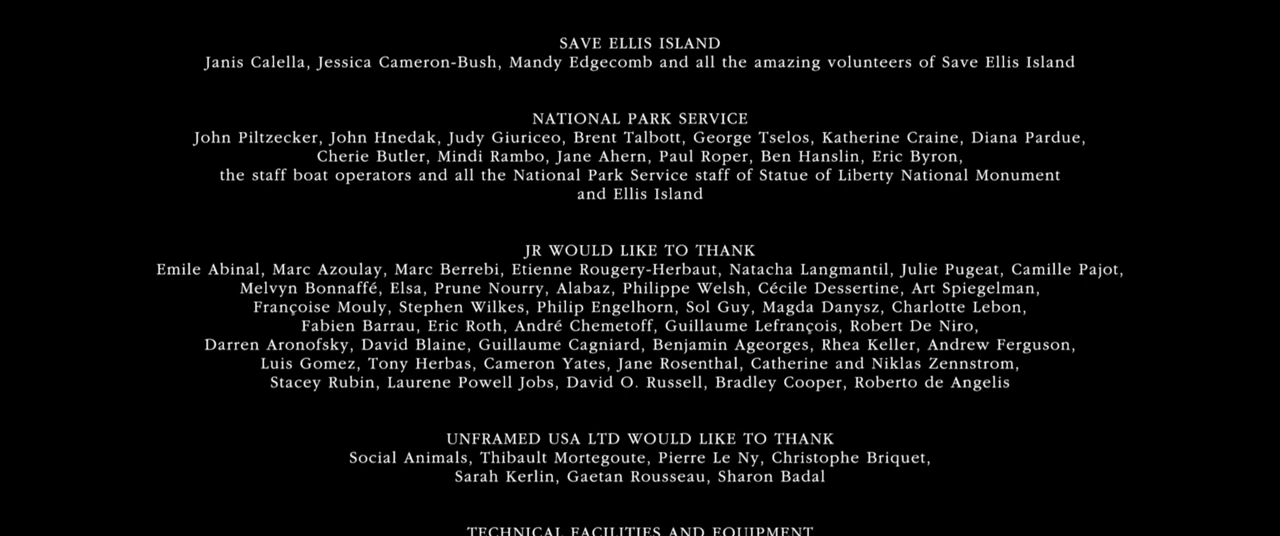 SAVE ELLIS ISLAND
Janis Calella, Jessica Cameron-Bush, Mandy Edgecomb and all the amazing volunteers of Save Ellis Island
NATIONAL PARK SERVICE
John Piltzecker, John Hnedak, Judy Giuriceo, Brent Talbott, George Tselos, Katherine Craine, Diana Pardue,
Cherie Butler, Mindi Rambo, Jane Ahern, Paul Roper, Ben Hanslin, Eric Byron,
the staff boat operators and all the National Park Service staff of Statue of Liberty National Monument
and Ellis Island
JR WOULD LIKE TO THANK
Emile Abinal, Marc Azoulay, Marc Berrebi, Etienne Rougery-Herbaut, Natacha Langmantil, Julie Pugeat, Camille Pajot,
Melvyn Bonnaffé, Elsa, Prune Nourry, Alabaz, Philippe Welsh, Cécile Dessertine, Art Spiegelman,
Françoise Mouly, Stephen Wilkes, Philip Engelhorn, Sol Guy, Magda Danysz, Charlotte Lebon,
Fabien Barrau, Eric Roth, André Chemetoff, Guillaume Lefrançois, Robert De Niro,
Darren Aronofsky, David Blaine, Guillaume Cagniard, Benjamin Ageorges, Rhea Keller, Andrew Ferguson,
Luis Gomez, Tony Herbas, Cameron Yates, Jane Rosenthal, Catherine and Niklas Zennstrom,
Stacey Rubin, Laurene Powell Jobs, David O. Russell, Bradley Cooper, Roberto de Angelis
UNFRAMED USA LTD WOULD LIKE TO THANK
Social Animals, Thibault Mortegoute, Pierre Le Ny, Christophe Briquet,
Sarah Kerlin, Gaetan Rousseau, Sharon Badal
TECHNICAL FACILITIES AND EQUIPMENT